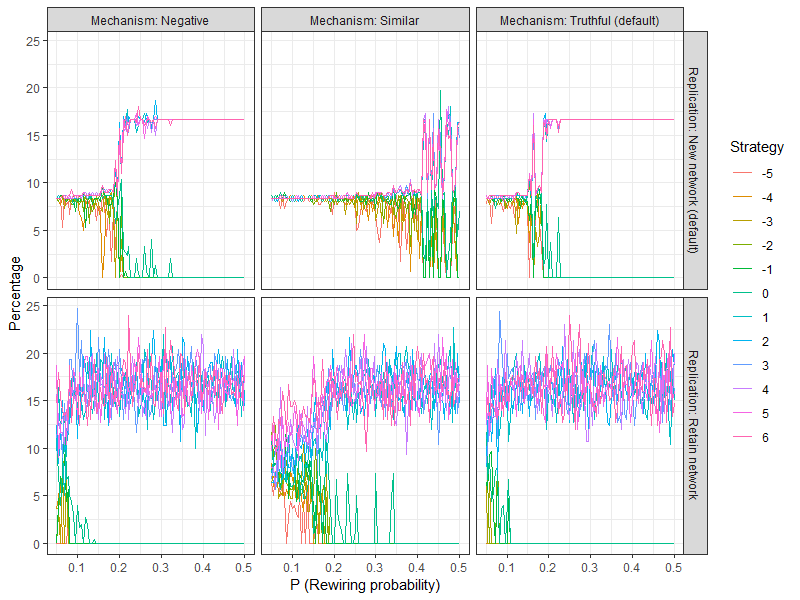 Mechanism: Negative
Mechanism: Similar
Mechanism: Truthful (default)
25
20
15
10
5
0
Replication: New network (default)
25
20
15
10
5
0
Replication: Retain network
Percentage
0.1 0.2 0.3 0.4 0.5
0.1 0.2 0.3 0.4 0.5
0.1 0.2 0.3 0.4 0.5
P (Rewiring probability)
Strategy
-5
-4
-3
-2
-1
0
1
2
3
4
5
6